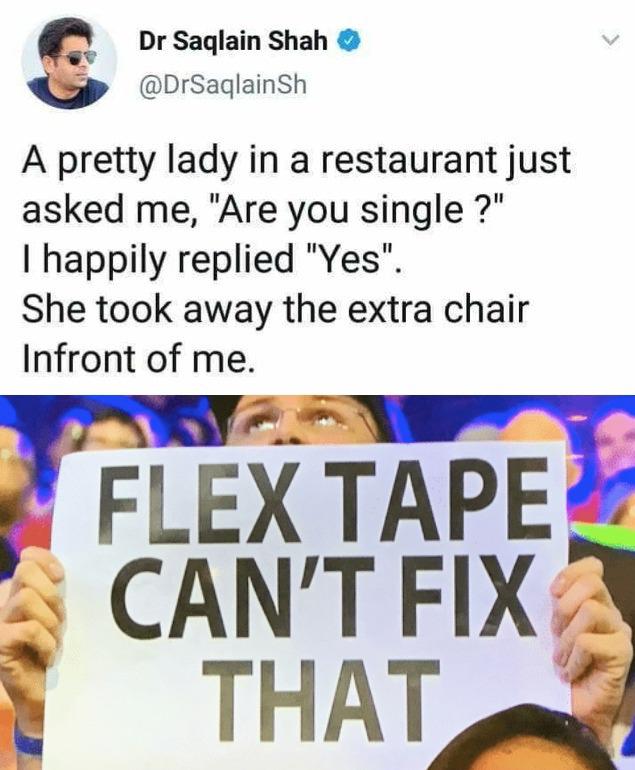 Dr Saqlain Shah
@DrSaqlainSh
A pretty lady in a restaurant just
asked me, "Are you single ?"
I happily replied "Yes".
She took away the extra chair
Infront of me.
FLEX TAPE
CAN'T FIX
THAT